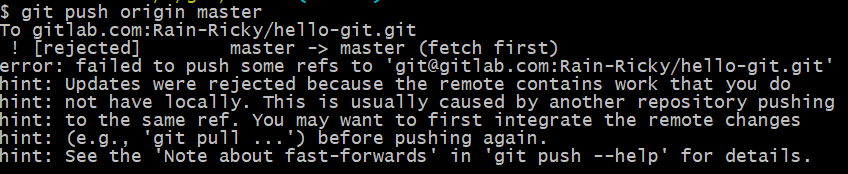 $ git push origin master
To gitlab.com:Rain-Ricky/hello-git.git
 ! [rejected]        master -> master (fetch first)
error: failed to push some refs to 'git@gitlab.com:Rain-Ricky/hello-git.git'
hint: Updates were rejected because the remote contains work that you do
hint: not have locally. This is usually caused by another repository pushing
hint: to the same ref. You may want to first integrate the remote changes
hint: (e.g., 'git pull ...') before pushing again.
hint: See the 'Note about fast-forwards' in 'git push --help' for details.